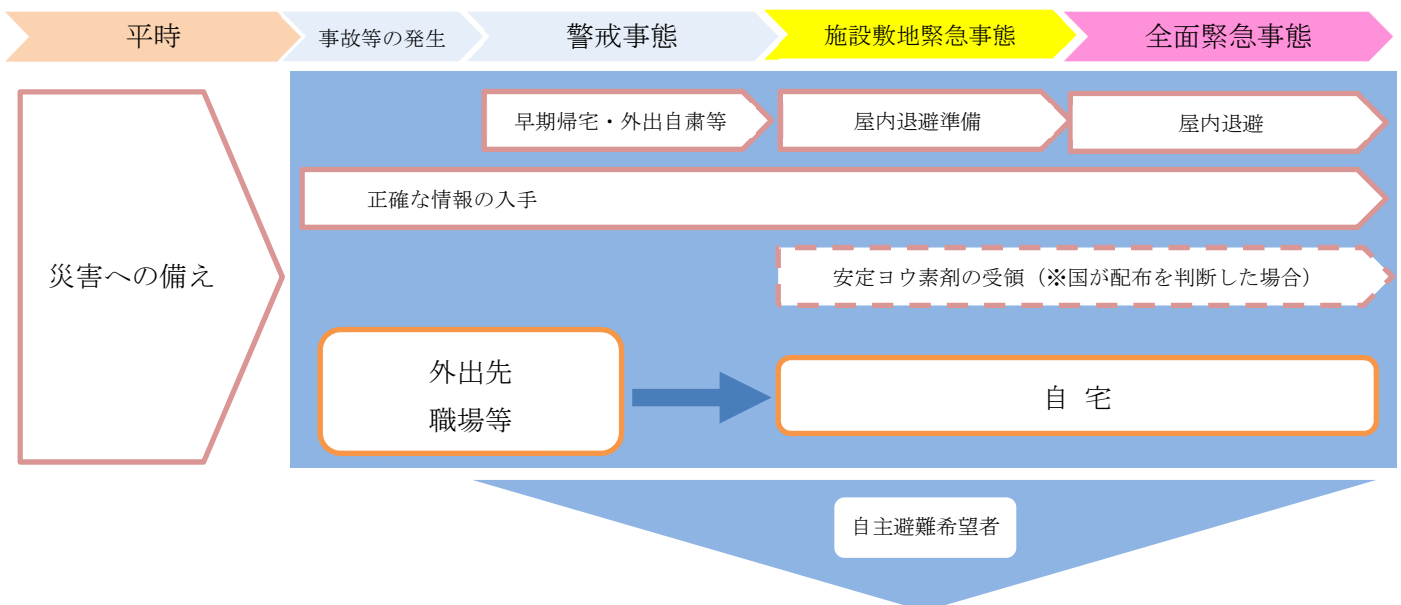 平時
事故等の発生
警戒事態
施設敷地緊急事態
全面緊急事態
早期帰宅・外出自粛等
屋内退避準備
屋内退避
正確な情報の入手
災害への備え
安定ヨウ素剤の受領（※国が配布を判断した場合）
外出先
職場等
自 宅
自主避難希望者